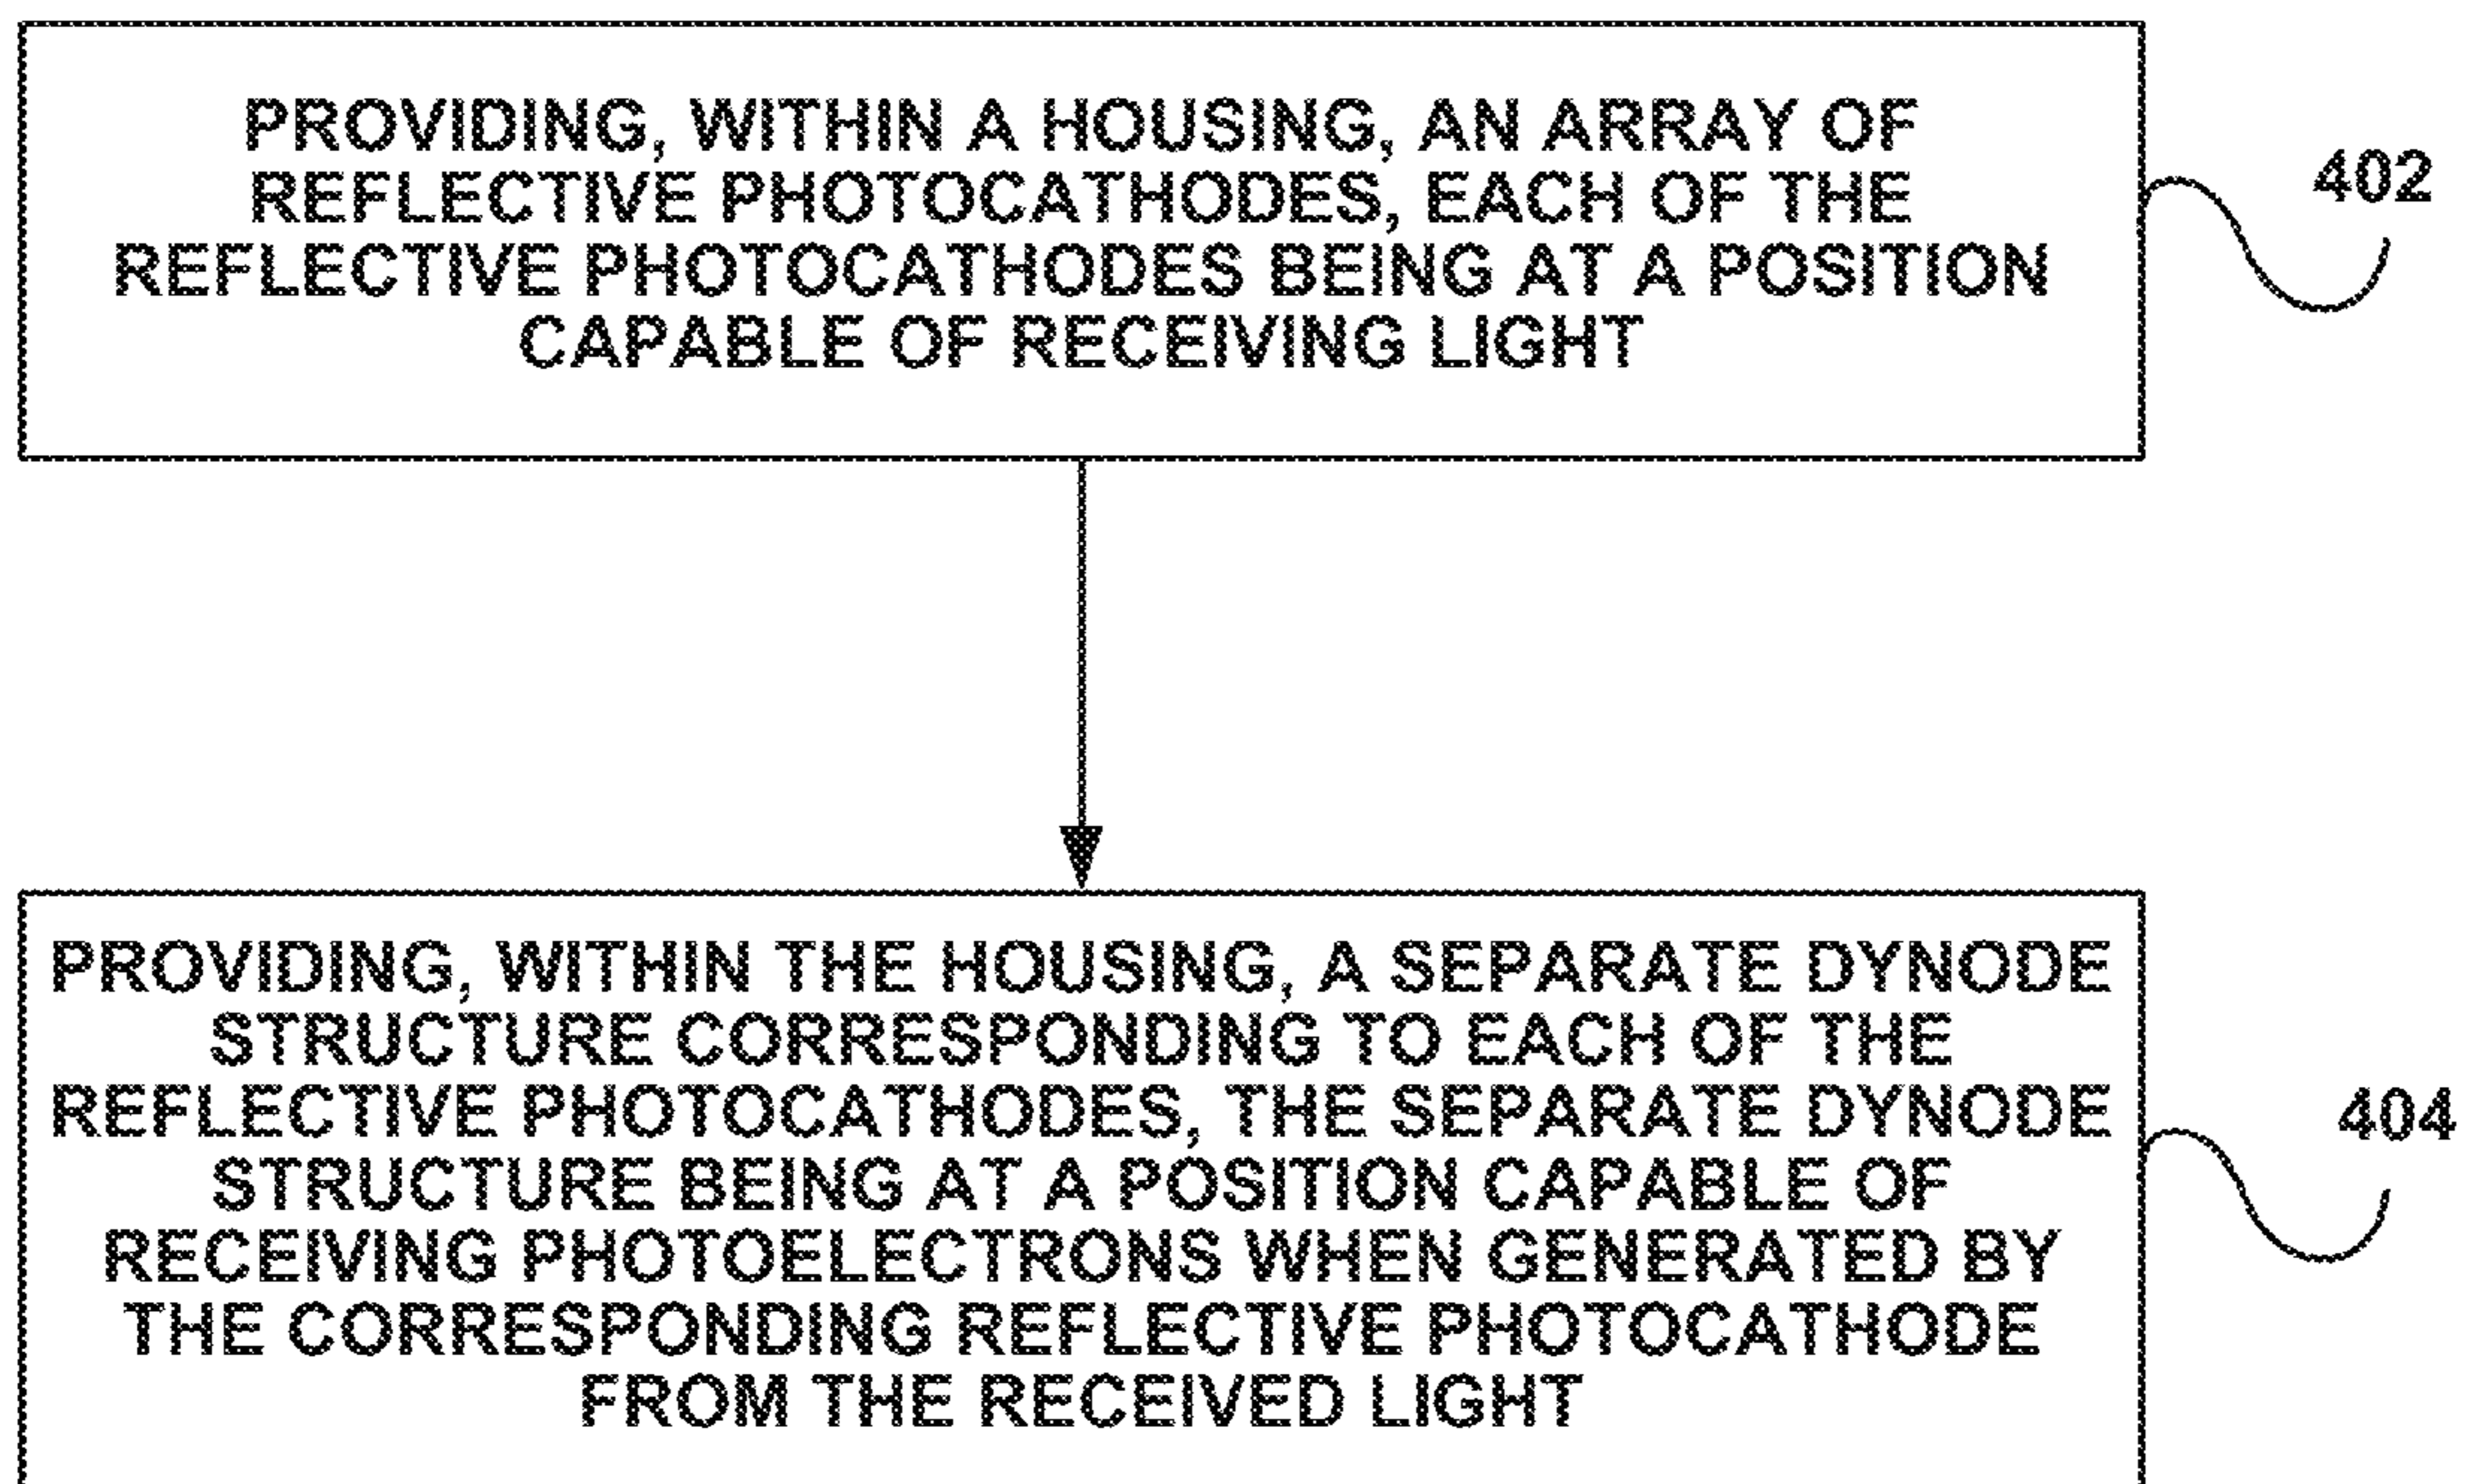 PROVIDING, WITHIN A HOUSING, AN ARRAY OF
REFLECTIVE PHOTOCATHODES, EACH OF THE
REFLECTIVE PHOTOCATHODES BEING AT A POSITION
CAPABLE OF RECEIVING LIGHT
402
PROVIDING, WITHIN THE HOUSING, A SEPARATE DYNODE
STRUCTURE CORRESPONDING TO EACH OF THE
REFLECTIVE PHOTOCATHODES, THE SEPARATE DYNODE
STRUCTURE BEING AT A POSITION CAPABLE OF
RECEIVING PHOTOELECTRONS WHEN GENERATED BY
THE CORRESPONDING REFLECTIVE PHOTOCATHODE
FROM THE RECEIVED LIGHT
404